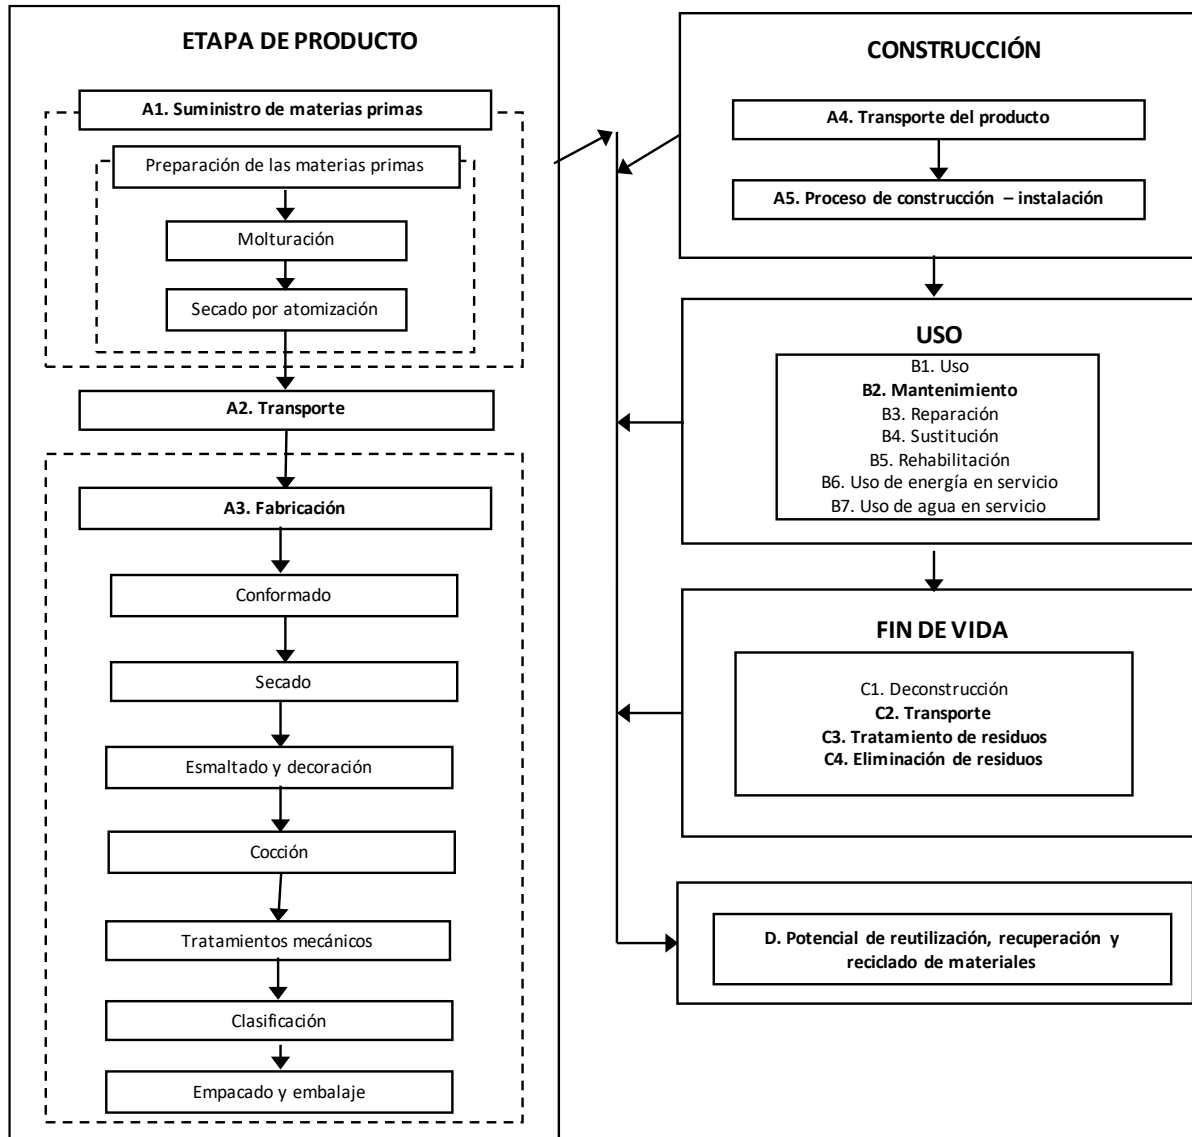 ETAPA DE PRODUCTO
A1. Suministro de materias primas
Preparación de las materias primas
Molturación
Secado por atomización
A2. Transporte
A3. Fabricación
Conformado
Secado
Esmaltado y decoración
Cocción
Tratamientos mecánicos
Clasificación
Empacado y embalaje
CONSTRUCCIÓN
A4. Transporte del producto
A5. Proceso de construcción – instalación
USO
B1. Uso
B2. Mantenimiento
B3. Reparación
B4. Sustitución
B5. Rehabilitación
B6. Uso de energía en servicio
B7. Uso de agua en servicio
FIN DE VIDA
C1. Deconstrucción
C2. Transporte
C3. Tratamiento de residuos
C4. Eliminación de residuos
D. Potencial de reutilización, recuperación y
reciclado de materiales